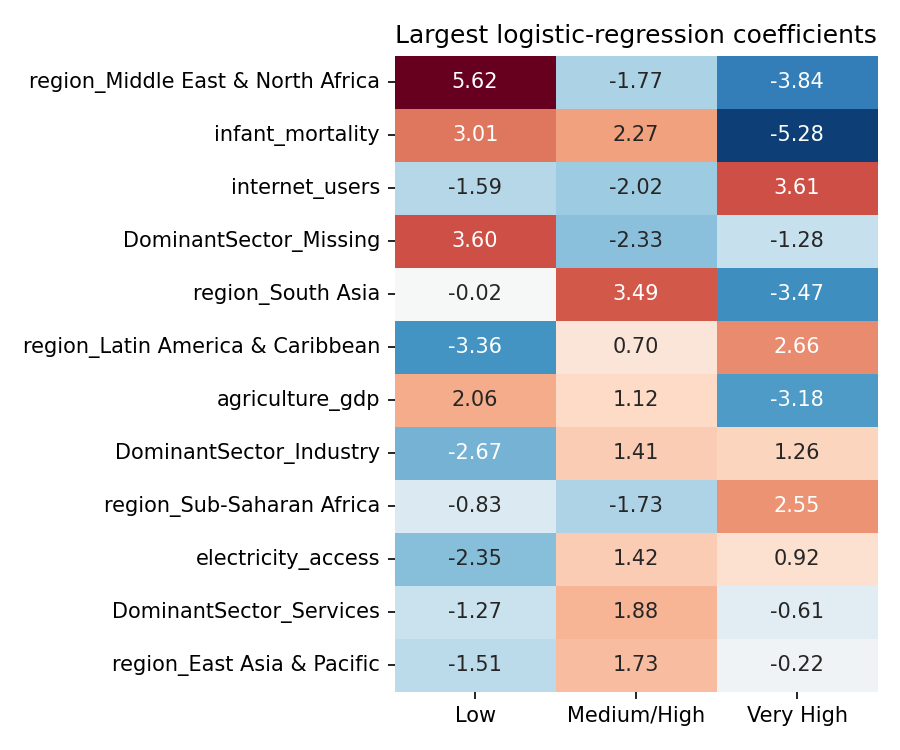 Largest logistic-regression coefficients
region_Middle East & North Africa 5.62 -1.77 -3.84
infant_mortality 3.01 2.27 -5.28
internet_users -1.59 -2.02 3.61
DominantSector_Missing 3.60 -2.33 -1.28
region_South Asia -0.02 3.49 -3.47
region_Latin America & Caribbean -3.36 0.70 2.66
agriculture_gdp 2.06 1.12 -3.18
DominantSector_Industry -2.67 1.41 1.26
region_Sub-Saharan Africa -0.83 -1.73 2.55
electricity_access -2.35 1.42 0.92
DominantSector_Services -1.27 1.88 -0.61
region_East Asia & Pacific -1.51 1.73 -0.22
Low Medium/High Very High